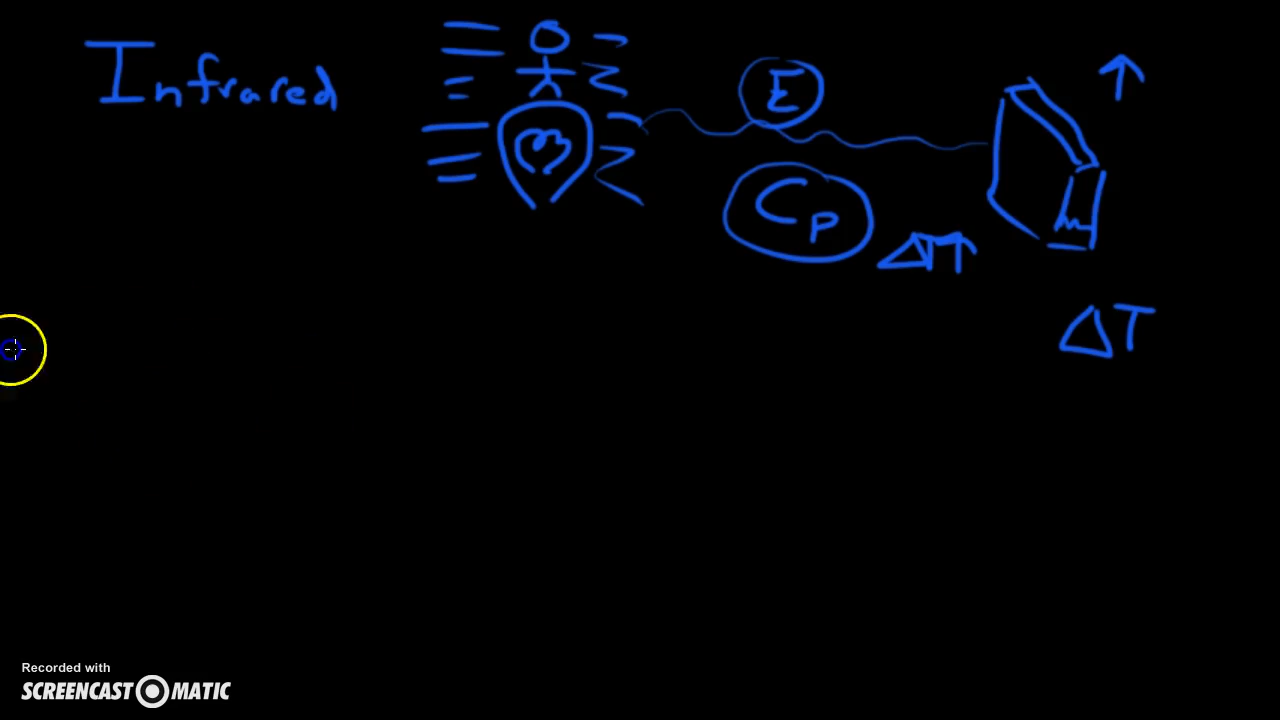 Infrared
E
Cp
ΔT↑
ΔT
Recorded with
SCREENCAST MATIC